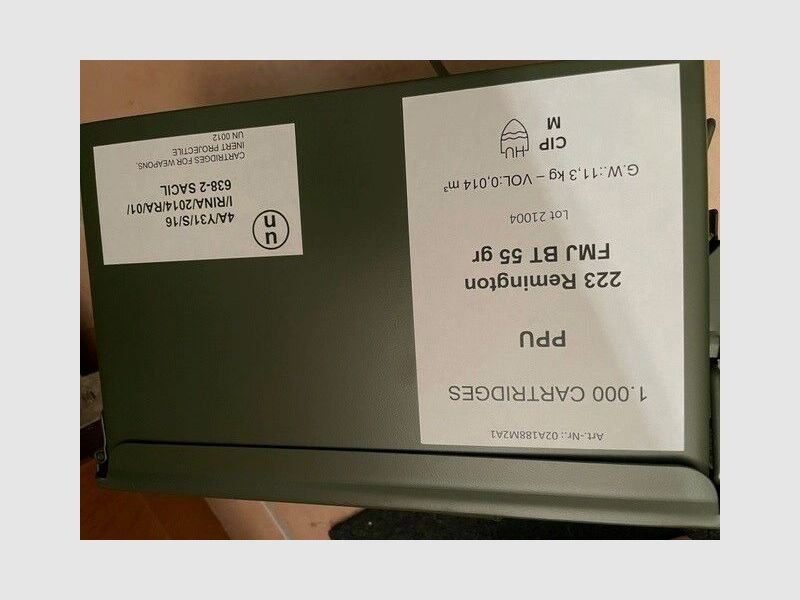 Art.-Nr.: 02A188M2A1
1.000 CARTRIDGES
PPU
223 Remington
FMJ BT 55 gr
Lot 21004
G.W.:11,3 kg – VOL:0,014 m³
CIP
M
HU
un
4A/Y31/S/16
I/RINA/2014/RA/01/
638-2 SACIL
CARTRIDGES FOR WEAPONS,
INERT PROJECTILE
UN 0012